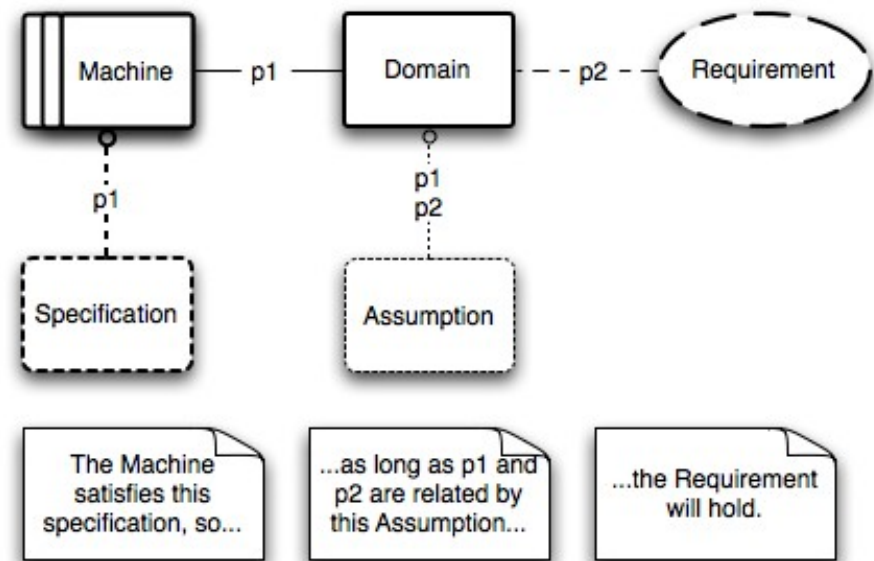 Machine
p1
Domain
p2
Requirement
p1
p1
p2
Specification
Assumption
The Machine
satisfies this
specification, so...
...as long as p1 and
p2 are related by
this Assumption...
...the Requirement
will hold.